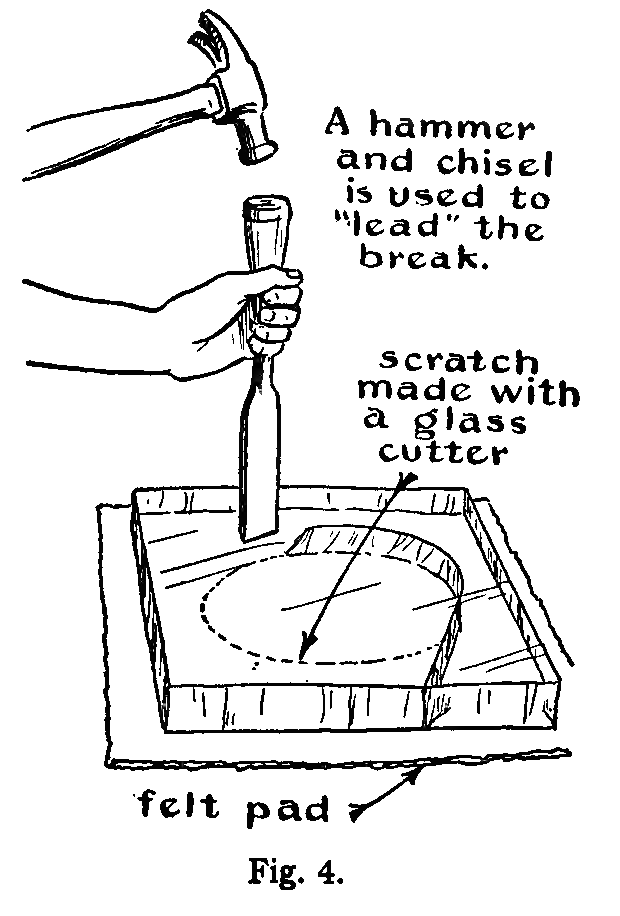 A hammer
and chisel
is used to
"lead" the
break.
scratch
made with
a glass
cutter
felt pad
Fig. 4.